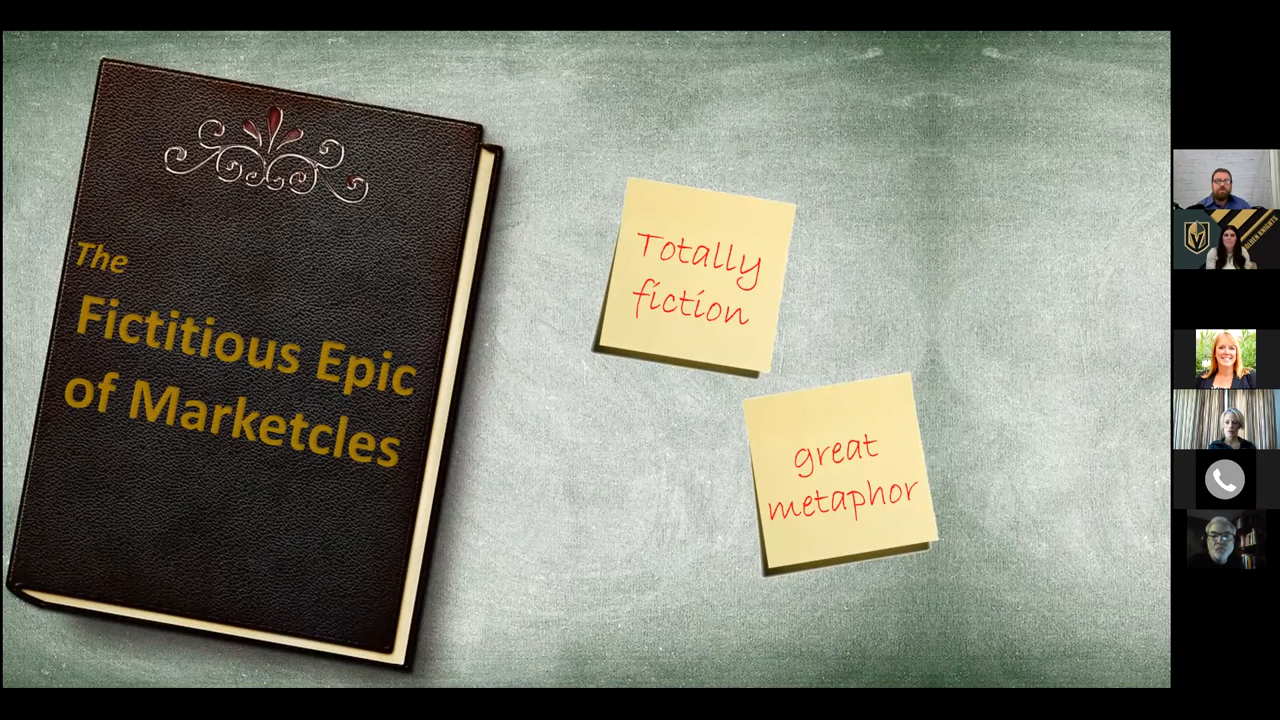 The
Fictitious Epic
of Marketcles
Totally
fiction
great
metaphor